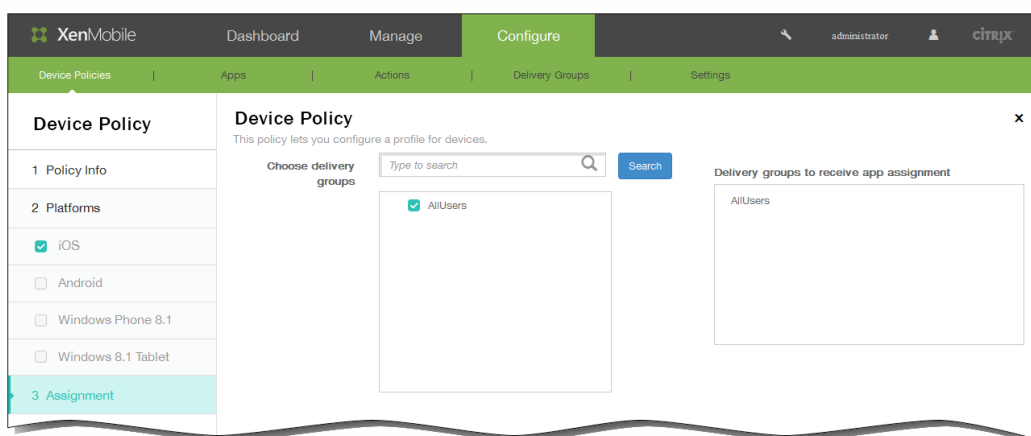 XenMobile Dashboard Manage Configure administrator CİTRIX
Device Policies | Apps | Actions | Delivery Groups | Settings
Device Policy
1 Policy Info
2 Platforms
iOS
Android
Windows Phone 8.1
Windows 8.1 Tablet
3 Assignment
Device Policy x
This policy lets you configure a profile for devices.
Choose delivery
groups
Type to search
Search
AllUsers
Delivery groups to receive app assignment
AllUsers